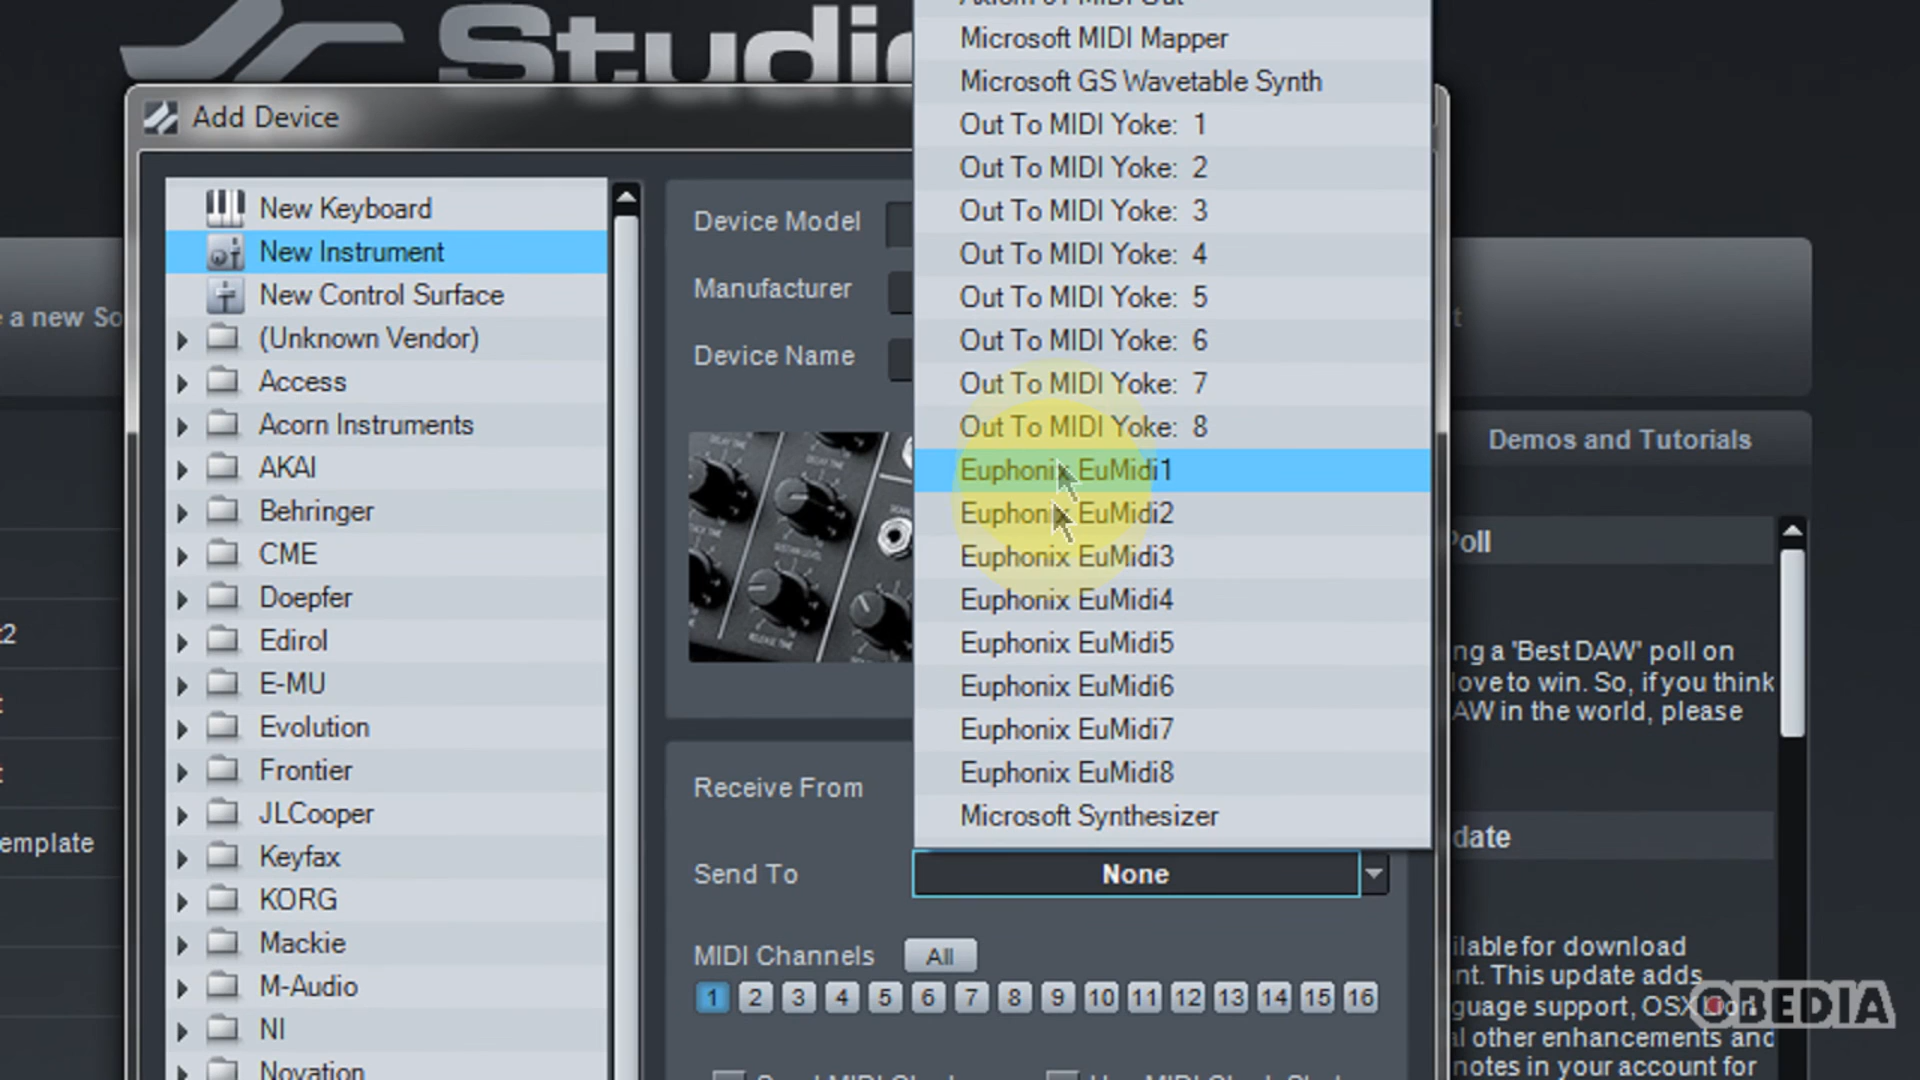 Studio
Add Device
New Keyboard
New Instrument
New Control Surface
(Unknown Vendor)
Access
Acorn Instruments
AKAI
Behringer
CME
Doepfer
Edirol
E-MU
Evolution
Frontier
JLCooper
Keyfax
KORG
Mackie
M-Audio
NI
Novation
Device Model
Manufacturer
Device Name
Microsoft MIDI Mapper
Microsoft GS Wavetable Synth
Out To MIDI Yoke: 1
Out To MIDI Yoke: 2
Out To MIDI Yoke: 3
Out To MIDI Yoke: 4
Out To MIDI Yoke: 5
Out To MIDI Yoke: 6
Out To MIDI Yoke: 7
Out To MIDI Yoke: 8
Euphonix EuMidi1
Euphonix EuMidi2
Euphonix EuMidi3
Euphonix EuMidi4
Euphonix EuMidi5
Euphonix EuMidi6
Euphonix EuMidi7
Euphonix EuMidi8
Microsoft Synthesizer
Receive From
Send To None
MIDI Channels All
1 2 3 4 5 6 7 8 9 10 11 12 13 14 15 16
e a new So
t2
emplate
Demos and Tutorials
Poll
ng a 'Best DAW' poll on
love to win. So, if you think
AW in the world, please
date
ilable for download
nt. This update adds
guage support, OSX Lion
al other enhancements and
notes in your account for
OBEDIA